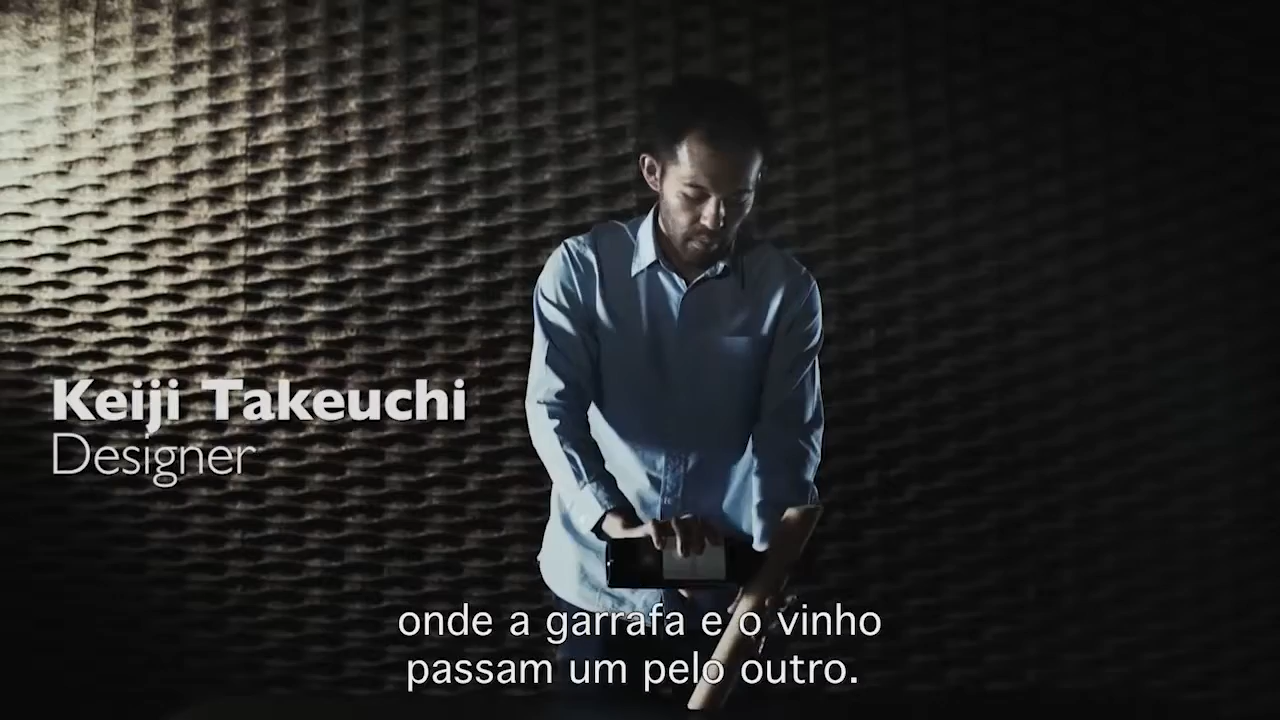 Keiji Takeuchi
Designer
onde a garrafa e o vinho
passam um pelo outro.